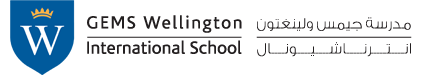 W
GEMS Wellington
International School
مدرسة جيمس ولينغتون
انترناشيونال